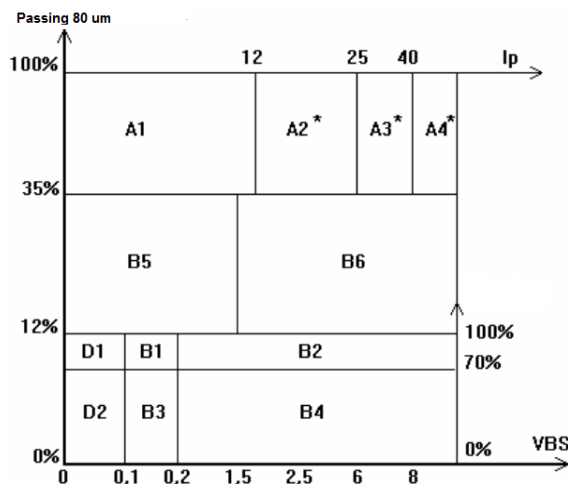 Passing 80 um
100% 12 25 40 Ip
A1 A2* A3* A4*
35%
B5 B6
12% 100%
D1 B1 B2 70%
D2 B3 B4
0% 0% VBS
0 0,1 0,2 1,5 2,5 6 8